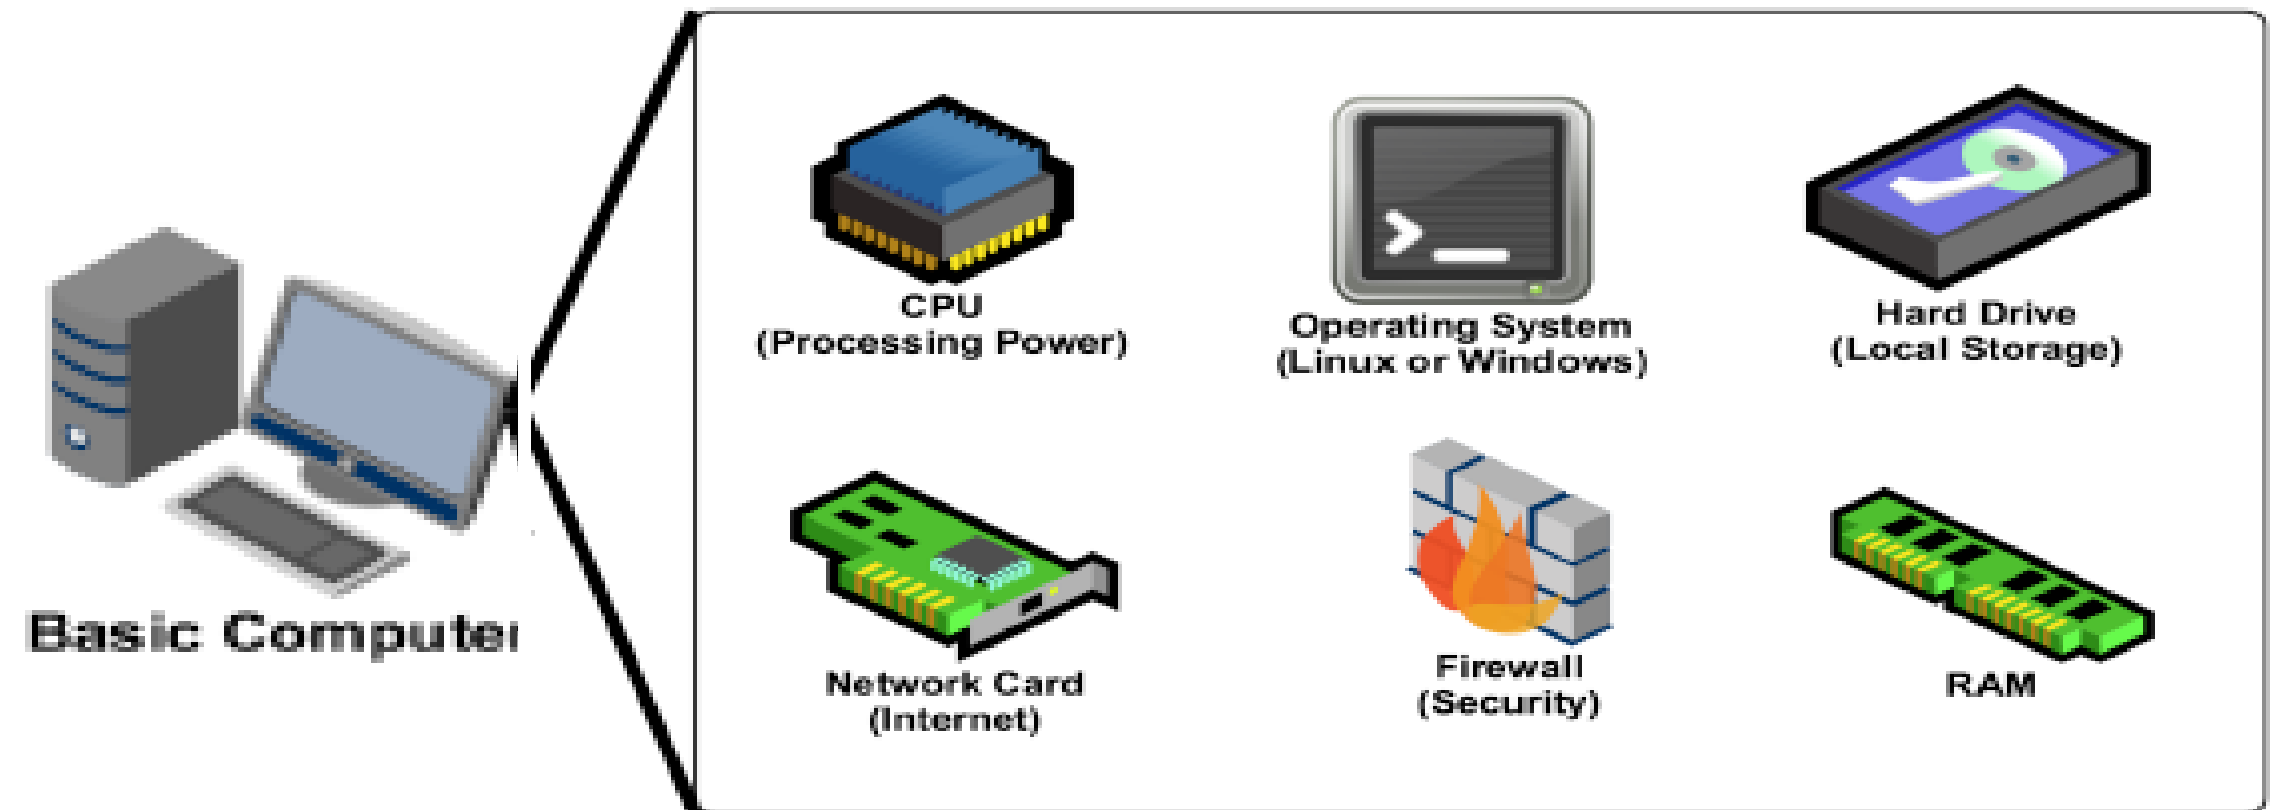 Basic Computer
CPU
(Processing Power)
Operating System
(Linux or Windows)
Hard Drive
(Local Storage)
Network Card
(Internet)
Firewall
(Security)
RAM